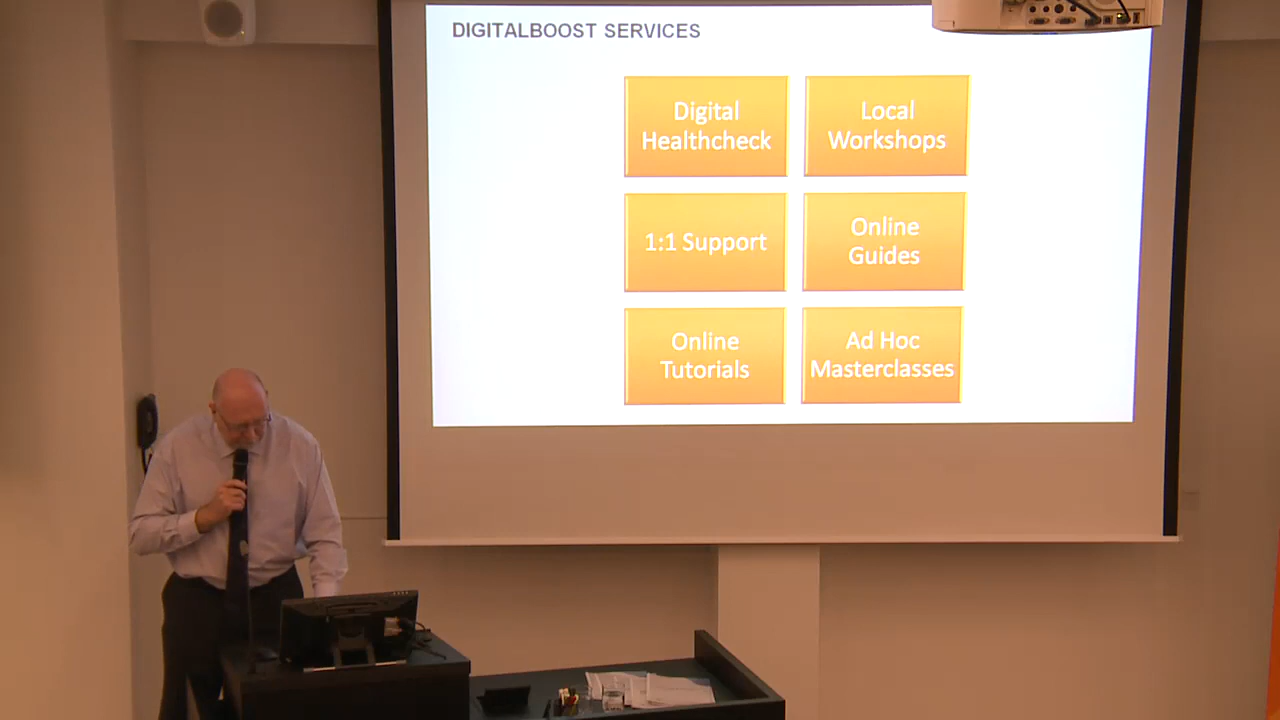 DIGITALBOOST SERVICES
Digital
Healthcheck
Local
Workshops
1:1 Support
Online
Guides
Online
Tutorials
Ad Hoc
Masterclasses